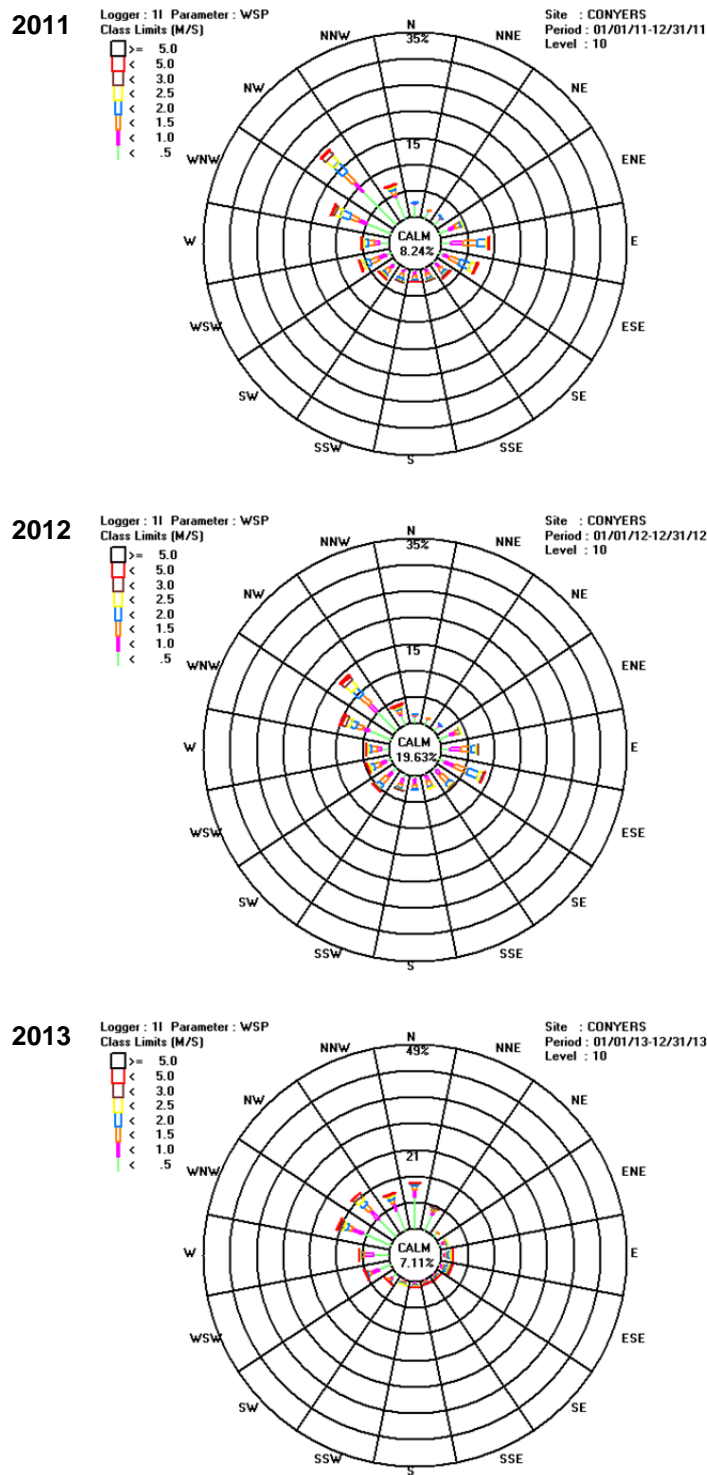 2011
Logger : 1I Parameter : WSP
Class Limits (M/S)
>= 5.0
< 5.0
< 3.0
< 2.5
< 2.0
< 1.5
< 1.0
< .5
Site : CONYERS
Period : 01/01/11-12/31/11
Level : 10
N
35%
NNW
NNE
NW
NE
15
WNW
ENE
W
CALM
8.24%
E
WSW
ESE
SW
SE
SSW
SSE
S
2012
Logger : 1I Parameter : WSP
Class Limits (M/S)
>= 5.0
< 5.0
< 3.0
< 2.5
< 2.0
< 1.5
< 1.0
< .5
Site : CONYERS
Period : 01/01/12-12/31/12
Level : 10
N
35%
NNW
NNE
NW
NE
15
WNW
ENE
W
CALM
19.63%
E
WSW
ESE
SW
SE
SSW
SSE
S
2013
Logger : 1I Parameter : WSP
Class Limits (M/S)
>= 5.0
< 5.0
< 3.0
< 2.5
< 2.0
< 1.5
< 1.0
< .5
Site : CONYERS
Period : 01/01/13-12/31/13
Level : 10
N
49%
NNW
NNE
NW
NE
21
WNW
ENE
W
CALM
7.11%
E
WSW
ESE
SW
SE
SSW
SSE
S